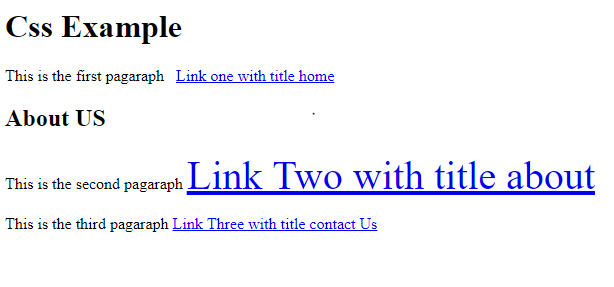 Css Example
This is the first pagaraph Link one with title home
About US
This is the second pagaraph Link Two with title about
This is the third pagaraph Link Three with title contact Us